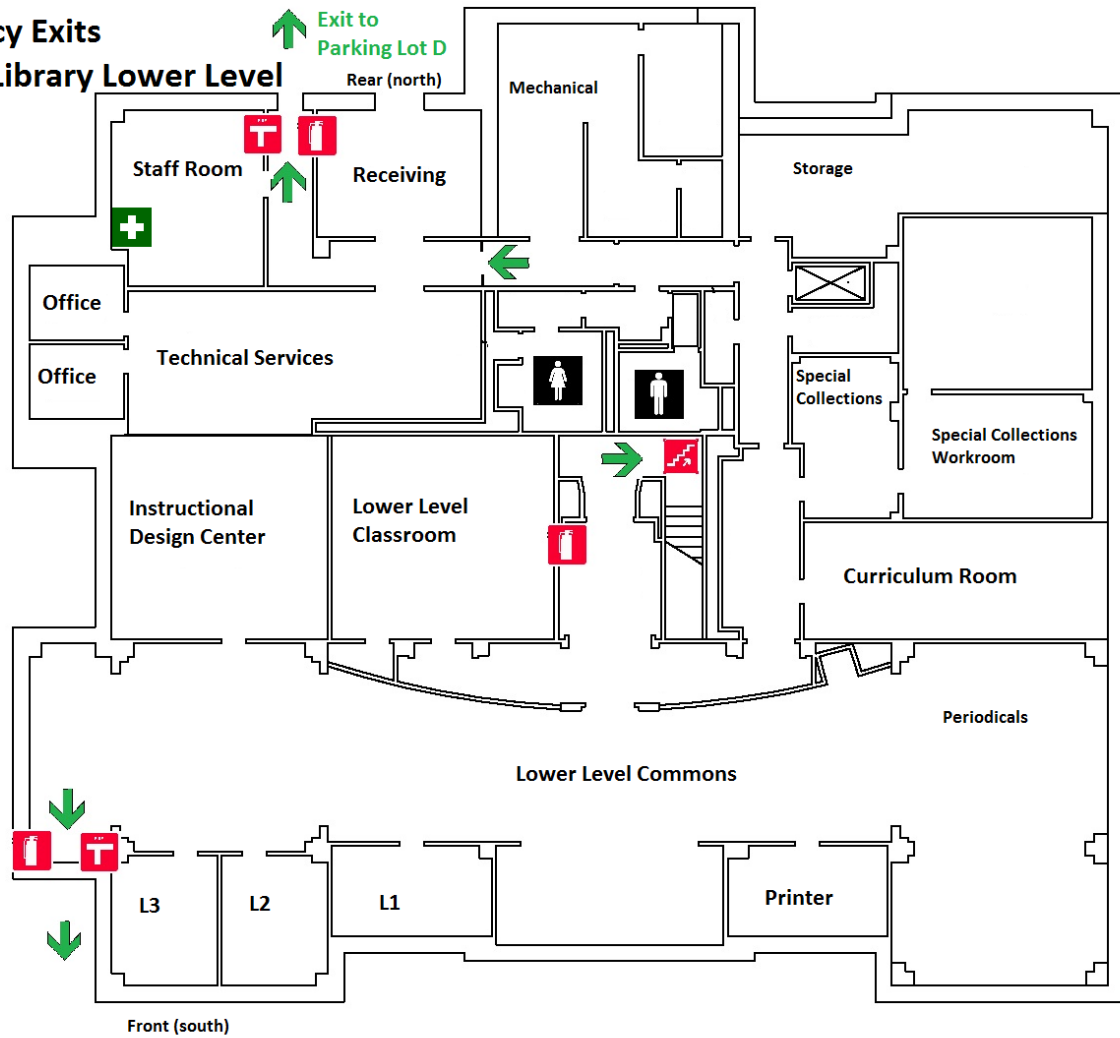 cy Exits
Library Lower Level
Exit to
Parking Lot D
Rear (north)
Mechanical
Staff Room
Receiving
Storage
Office
Office
Technical Services
Special
Collections
Special Collections
Workroom
Instructional
Design Center
Lower Level
Classroom
Curriculum Room
Periodicals
Lower Level Commons
L3
L2
L1
Printer
Front (south)